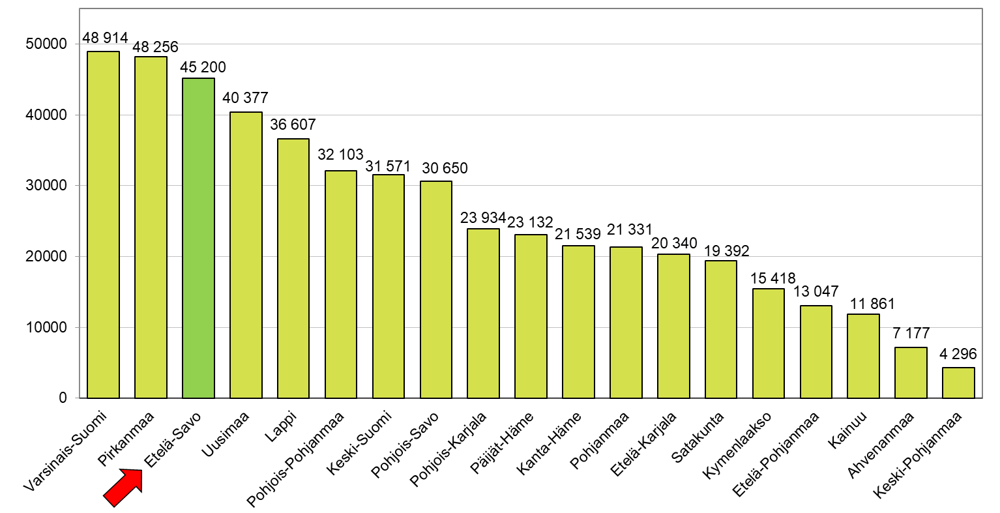 50000
40000
30000
20000
10000
0
48 914
48 256
45 200
40 377
36 607
32 103
31 571
30 650
23 934
23 132
21 539
21 331
20 340
19 392
15 418
13 047
11 861
7 177
4 296
Varsinais-Suomi
Pirkanmaa
Etelä-Savo
Uusimaa
Lappi
Pohjois-Pohjanmaa
Keski-Suomi
Pohjois-Savo
Pohjois-Karjala
Päijät-Häme
Kanta-Häme
Pohjanmaa
Etelä-Karjala
Satakunta
Kymenlaakso
Etelä-Pohjanmaa
Kainuu
Ahvenanmaa
Keski-Pohjanmaa